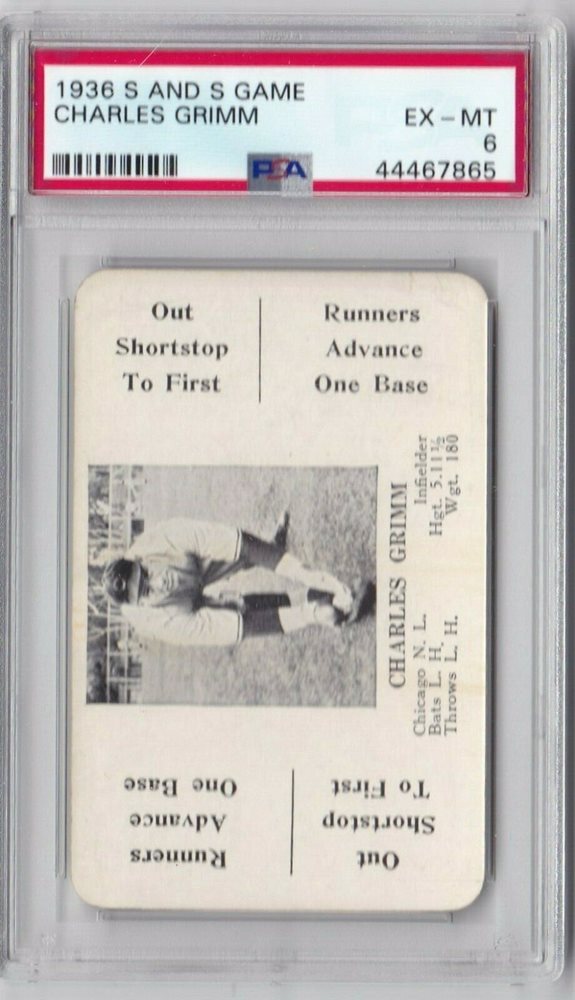 1936 S AND S GAME
CHARLES GRIMM
EX - MT
6
PSA
44467865
Out
Shortstop
To First
Runners
Advance
One Base
CHARLES GRIMM
Chicago N. L. Infielder
Bats L. H. Hgt. 5.11½
Throws L. H. Wgt. 180
Out
Shortstop
To First
Runners
Advance
One Base